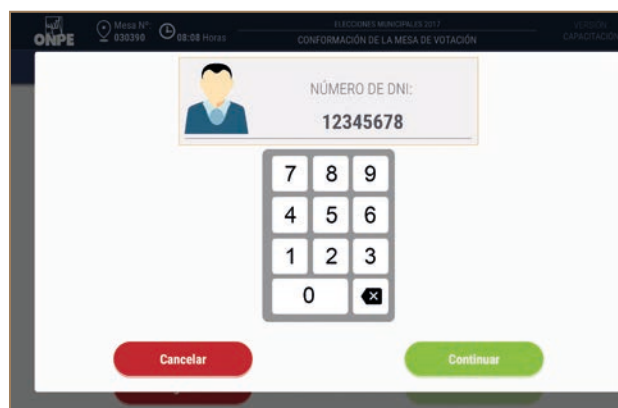 ONPE
Mesa N°:
030390
08:08 Horas
ELECCIONES MUNICIPALES 2017
CONFORMACIÓN DE LA MESA DE VOTACIÓN
VERSIÓN
CAPACITACIÓN
NÚMERO DE DNI:
12345678
7 8 9
4 5 6
1 2 3
0
Cancelar
Continuar